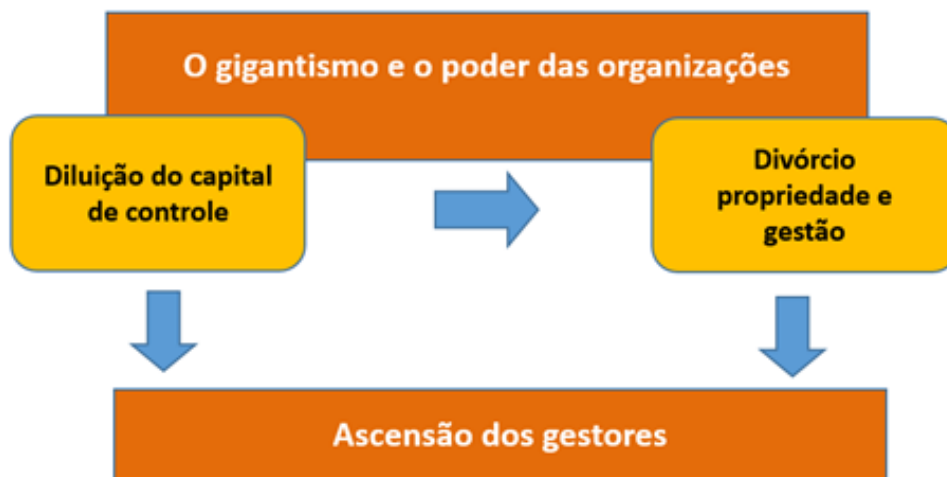 O gigantismo e o poder das organizações
Diluição do capital
de controle
Divórcio
propriedade e
gestão
Ascensão dos gestores